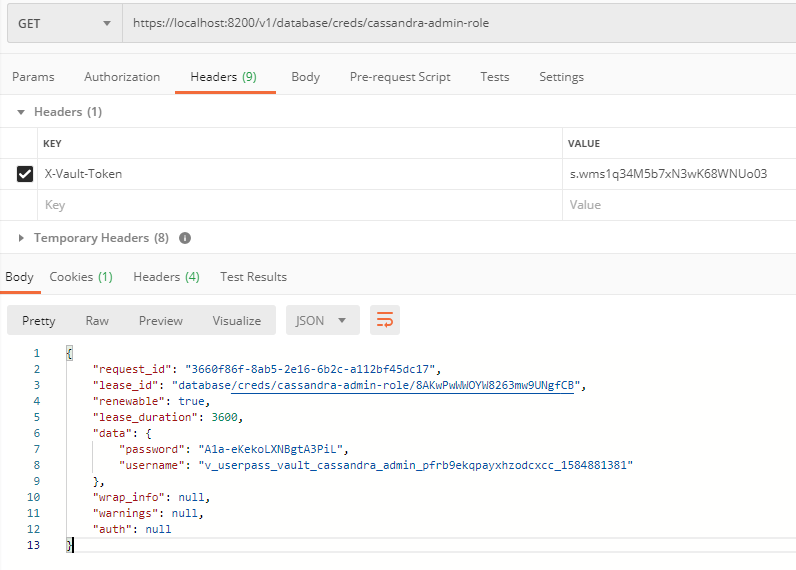 GET https://localhost:8200/v1/database/creds/cassandra-admin-role
Params Authorization Headers (9) Body Pre-request Script Tests Settings
Headers (1)
KEY VALUE
X-Vault-Token s.wms1q34M5b7xN3wK68WNUo03
Key Value
Temporary Headers (8)
Body Cookies (1) Headers (4) Test Results
Pretty Raw Preview Visualize JSON
1 {
2 "request_id": "3660f86f-8ab5-2e16-6b2c-a112bf45dc17",
3 "lease_id": "database/creds/cassandra-admin-role/8AKwPwWWOYW8263mw9UNgfCB",
4 "renewable": true,
5 "lease_duration": 3600,
6 "data": {
7 "password": "A1a-eKekoLXNBgtA3PiL",
8 "username": "v_userpass_vault_cassandra_admin_pfrb9ekqpayxhzodcxcc_1584881381"
9 },
10 "wrap_info": null,
11 "warnings": null,
12 "auth": null
13 }